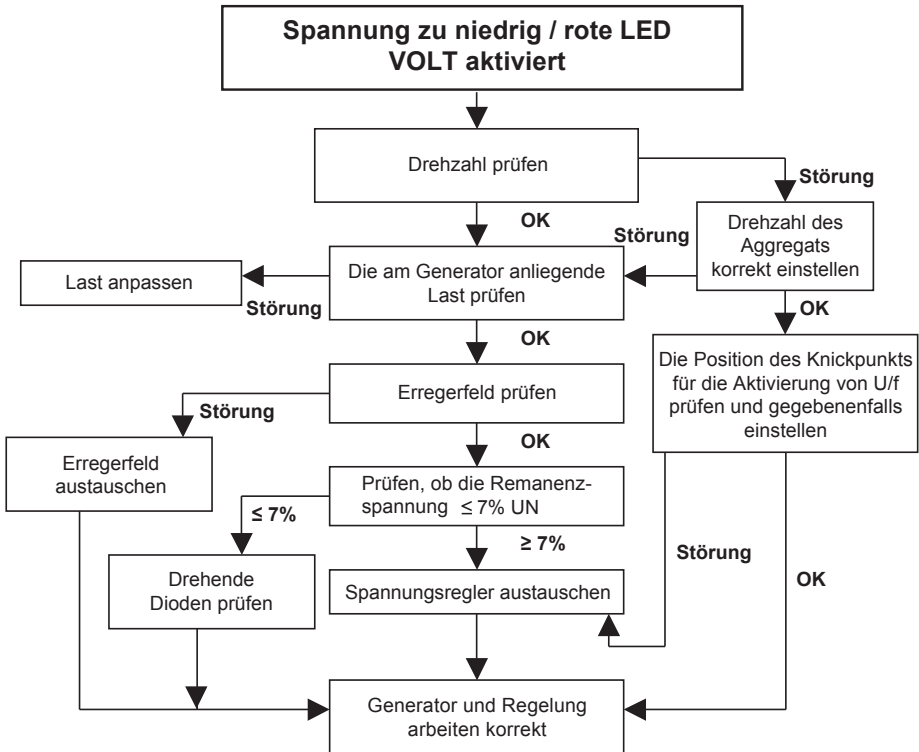 Spannung zu niedrig / rote LED
VOLT aktiviert
Drehzahl prüfen
Störung
OK
Drehzahl des
Aggregats
korrekt einstellen
Störung
Die am Generator anliegende
Last prüfen
Last anpassen
Störung
OK
OK
Die Position des Knickpunkts
für die Aktivierung von U/f
prüfen und gegebenenfalls
einstellen
Erregerfeld prüfen
Störung
OK
Erregerfeld
austauschen
Prüfen, ob die Remanenz-
spannung ≤ 7% UN
≤ 7%
≥ 7%
Störung
OK
Drehende
Dioden prüfen
Spannungsregler austauschen
Generator und Regelung
arbeiten korrekt